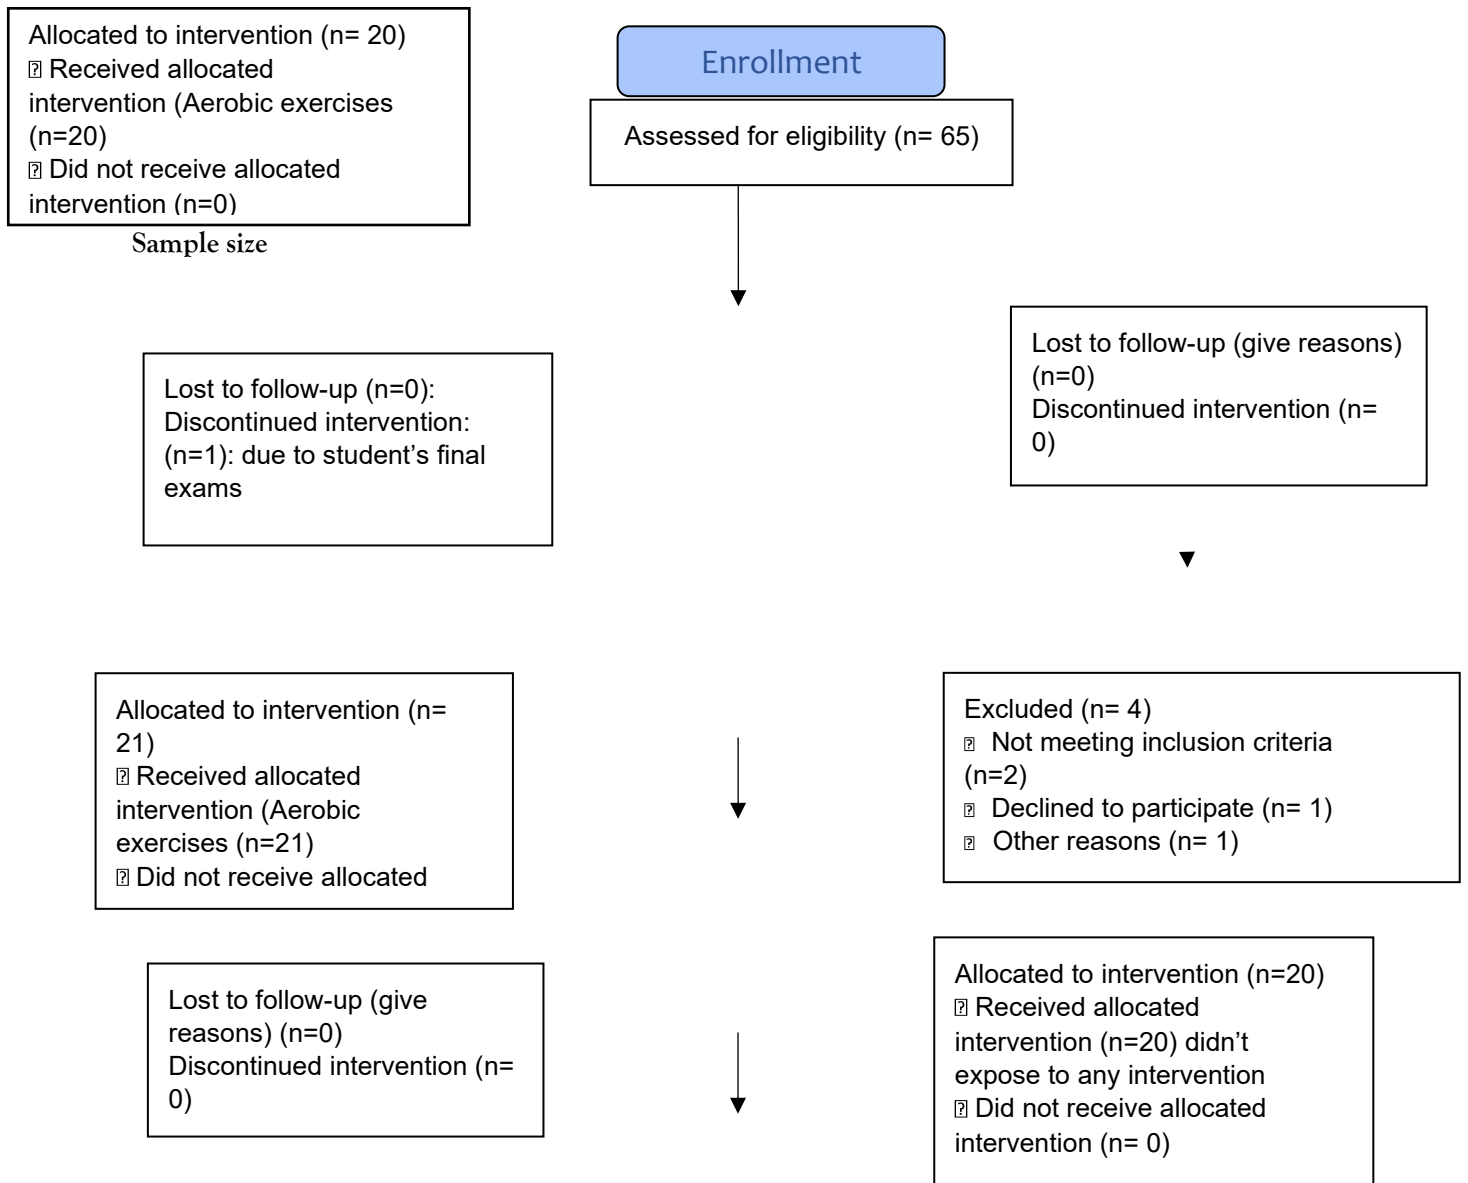 Allocated to intervention (n= 20)
⍰ Received allocated
intervention (Aerobic exercises
(n=20)
⍰ Did not receive allocated
intervention (n=0)
Sample size
Enrollment
Assessed for eligibility (n= 65)
Lost to follow-up (n=0):
Discontinued intervention:
(n=1): due to student’s final
exams
Lost to follow-up (give reasons)
(n=0)
Discontinued intervention (n=
0)
Allocated to intervention (n=
21)
⍰ Received allocated
intervention (Aerobic
exercises (n=21)
⍰ Did not receive allocated
Excluded (n= 4)
⍰ Not meeting inclusion criteria
(n=2)
⍰ Declined to participate (n= 1)
⍰ Other reasons (n= 1)
Lost to follow-up (give
reasons) (n=0)
Discontinued intervention (n=
0)
Allocated to intervention (n=20)
⍰ Received allocated
intervention (n=20) didn’t
expose to any intervention
⍰ Did not receive allocated
intervention (n= 0)